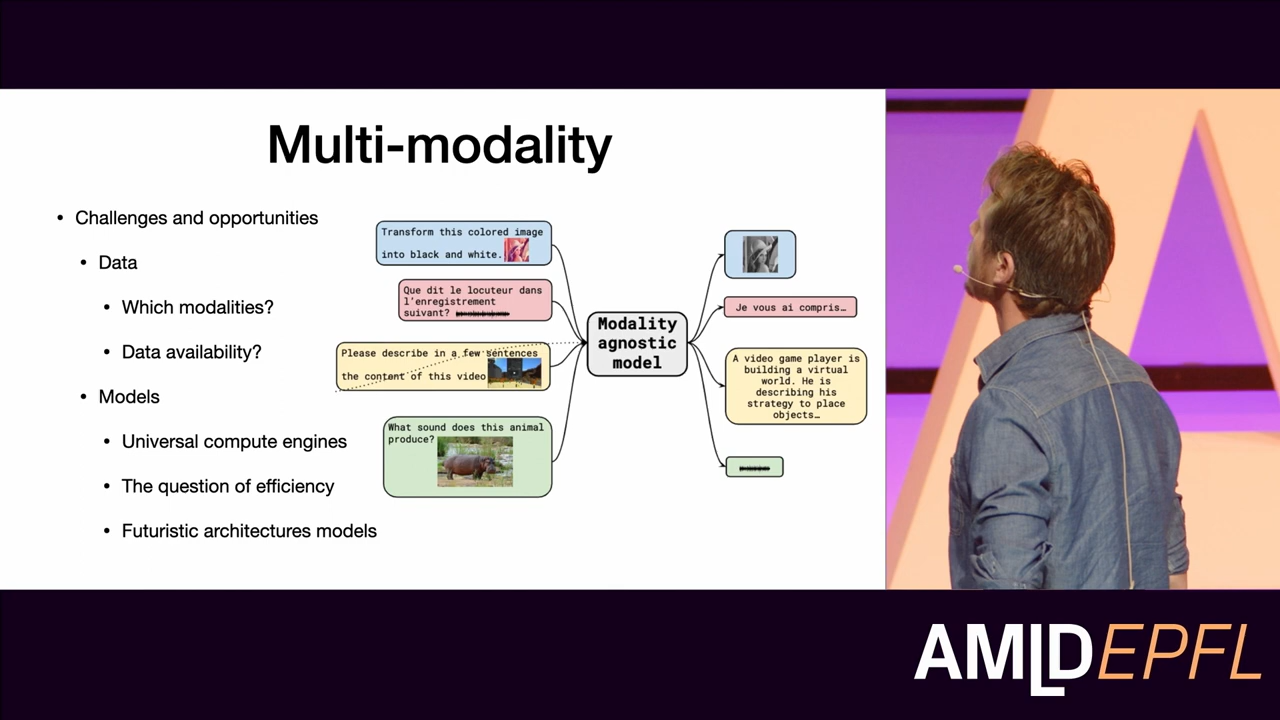 Multi-modality
• Challenges and opportunities
• Data
• Which modalities?
• Data availability?
• Models
• Universal compute engines
• The question of efficiency
• Futuristic architectures models
Transform this colored image
into black and white.
Que dit le locuteur dans
l'enregistrement
suivant?
Please describe in a few sentences
the content of this video
What sound does this animal
produce?
Modality
agnostic
model
Je vous ai compris…
A video game player is
building a virtual
world. He is
describing his
strategy to place
objects…
AMLD EPFL